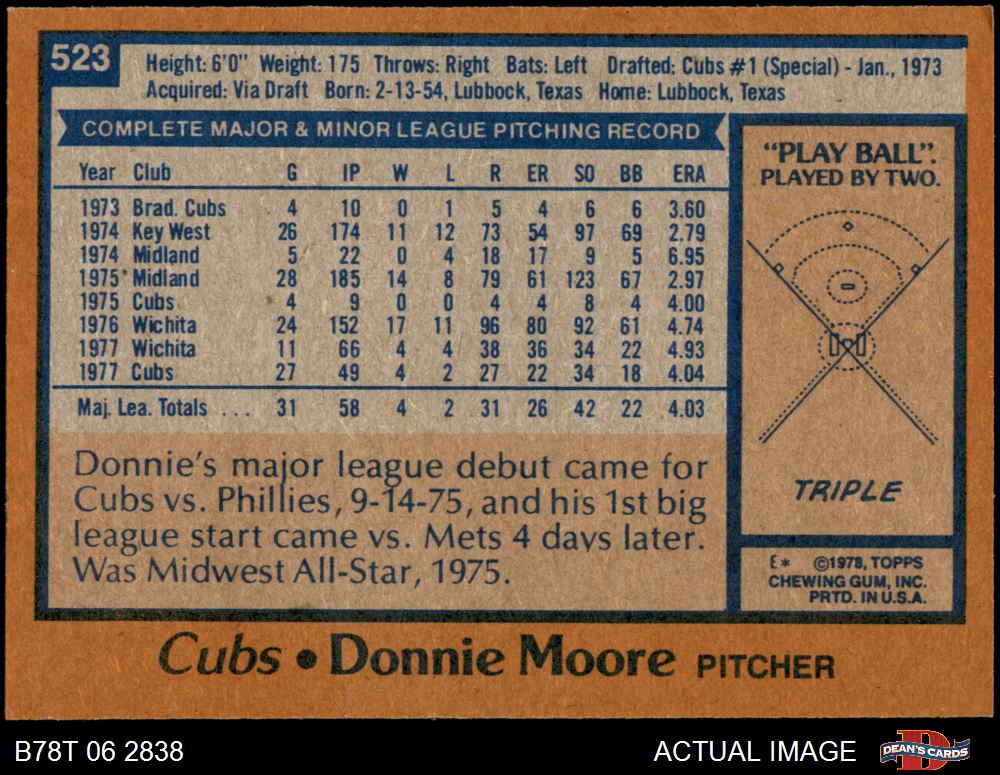 523
Height: 6'0" Weight: 175 Throws: Right Bats: Left Drafted: Cubs #1 (Special) - Jan., 1973
Acquired: Via Draft Born: 2-13-54, Lubbock, Texas Home: Lubbock, Texas
COMPLETE MAJOR & MINOR LEAGUE PITCHING RECORD
Year Club G IP W L R ER SO BB ERA
1973 Brad. Cubs 4 10 0 1 5 4 6 6 3.60
1974 Key West 26 174 11 12 73 54 97 69 2.79
1974 Midland 5 22 0 4 18 17 9 5 6.95
1975 Midland 28 185 14 8 79 61 123 67 2.97
1975 Cubs 4 9 0 0 4 4 8 4 4.00
1976 Wichita 24 152 17 11 96 80 92 61 4.74
1977 Wichita 11 66 4 4 38 36 34 22 4.93
1977 Cubs 27 49 4 2 27 22 34 18 4.04
Maj. Lea. Totals . . . 31 58 4 2 31 26 42 22 4.03
Donnie's major league debut came for
Cubs vs. Phillies, 9-14-75, and his 1st big
league start came vs. Mets 4 days later.
Was Midwest All-Star, 1975.
"PLAY BALL".
PLAYED BY TWO.
TRIPLE
E* ©1978, TOPPS
CHEWING GUM, INC.
PRTD. IN U.S.A.
Cubs • Donnie Moore PITCHER
B78T 06 2838
ACTUAL IMAGE
DEAN'S CARDS